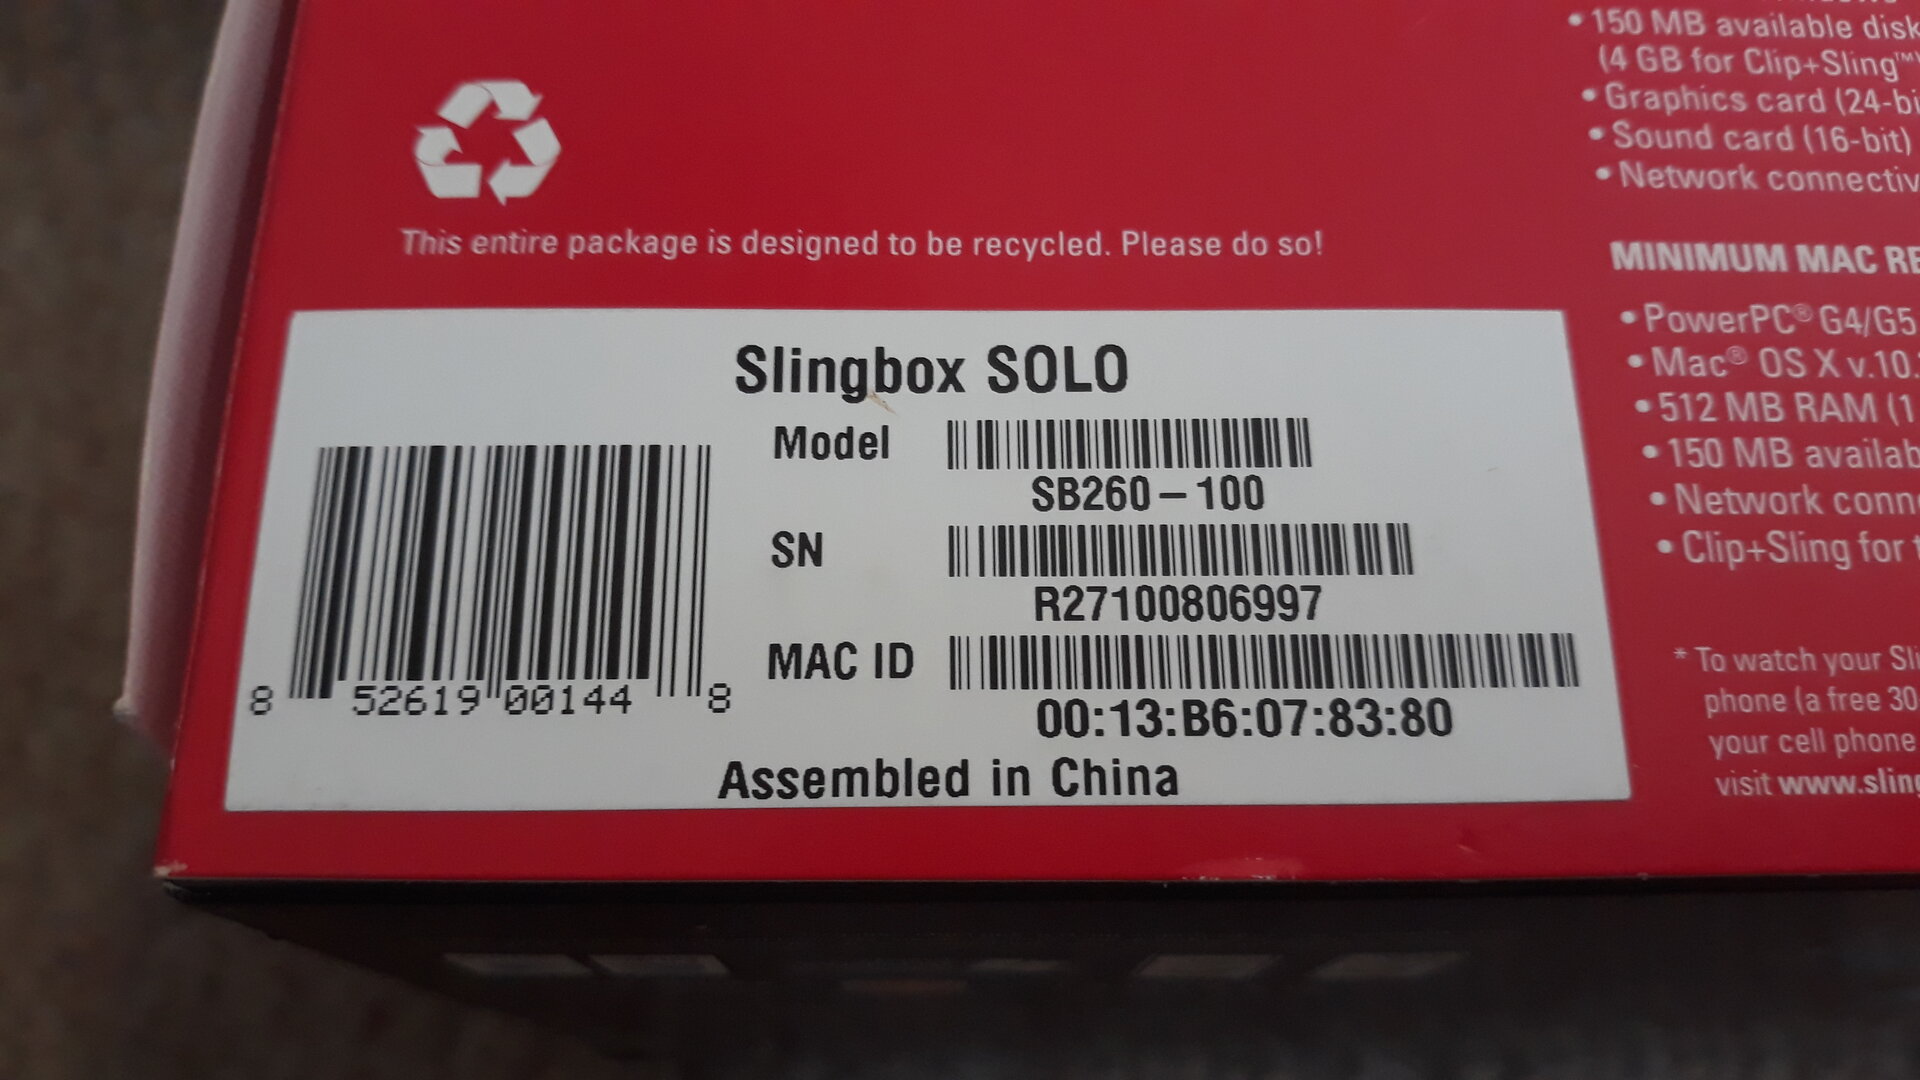 This entire package is designed to be recycled. Please do so!
Slingbox SOLO
Model
SB260-100
SN
R27100806997
MAC ID
00:13:B6:07:83:80
8 52619 00144 8
Assembled in China
• 150 MB available disk
(4 GB for Clip+Sling™)
• Graphics card (24-bi
• Sound card (16-bit)
• Network connectiv
MINIMUM MAC RE
• PowerPC® G4/G5
• Mac® OS X v.10.
• 512 MB RAM (1
• 150 MB availab
• Network conne
• Clip+Sling for t
* To watch your Sli
phone (a free 30
your cell phone
visit www.sling